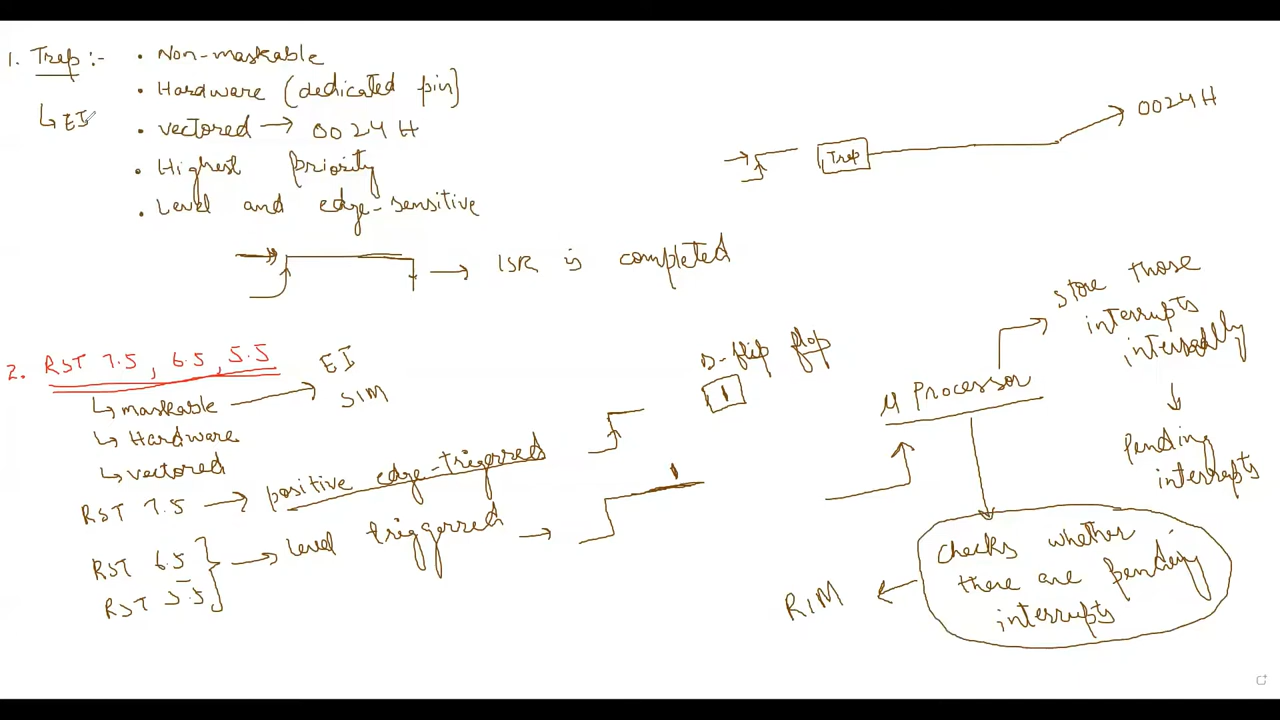 1. Trap :-
↳ EI
• Non-maskable
• Hardware (dedicated pin)
• vectored → 0024 H
• Highest priority
• Level and edge-sensitive
→ ISR is completed
Trap
0024 H
2. RST 7.5, 6.5, 5.5
↳ maskable → EI
SIM
↳ Hardware
↳ vectored
RST 7.5 → positive edge-trigerred
RST 6.5
RST 5.5
→ level trigerred →
1
D-flip flop
1
μ Processor
store those
interrupts
internally
↓
Pending
interrupts
checks whether
there are pending
interrupts
RIM